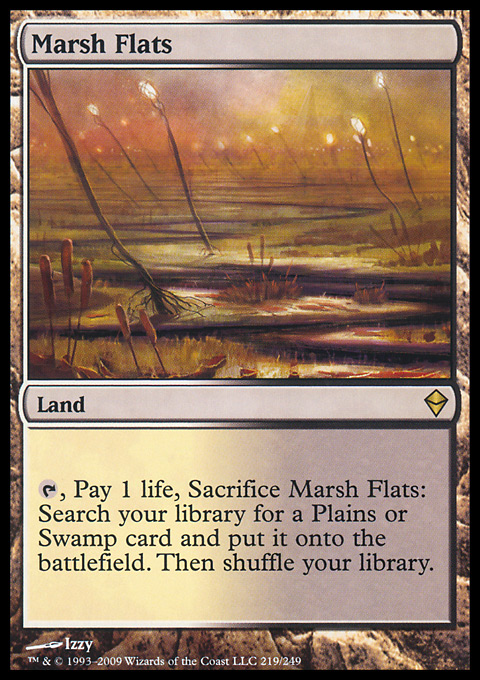 Marsh Flats
Land
, Pay 1 life, Sacrifice Marsh Flats:
Search your library for a Plains or
Swamp card and put it onto the
battlefield. Then shuffle your library.
Izzy
™ & © 1993–2009 Wizards of the Coast LLC 219/249